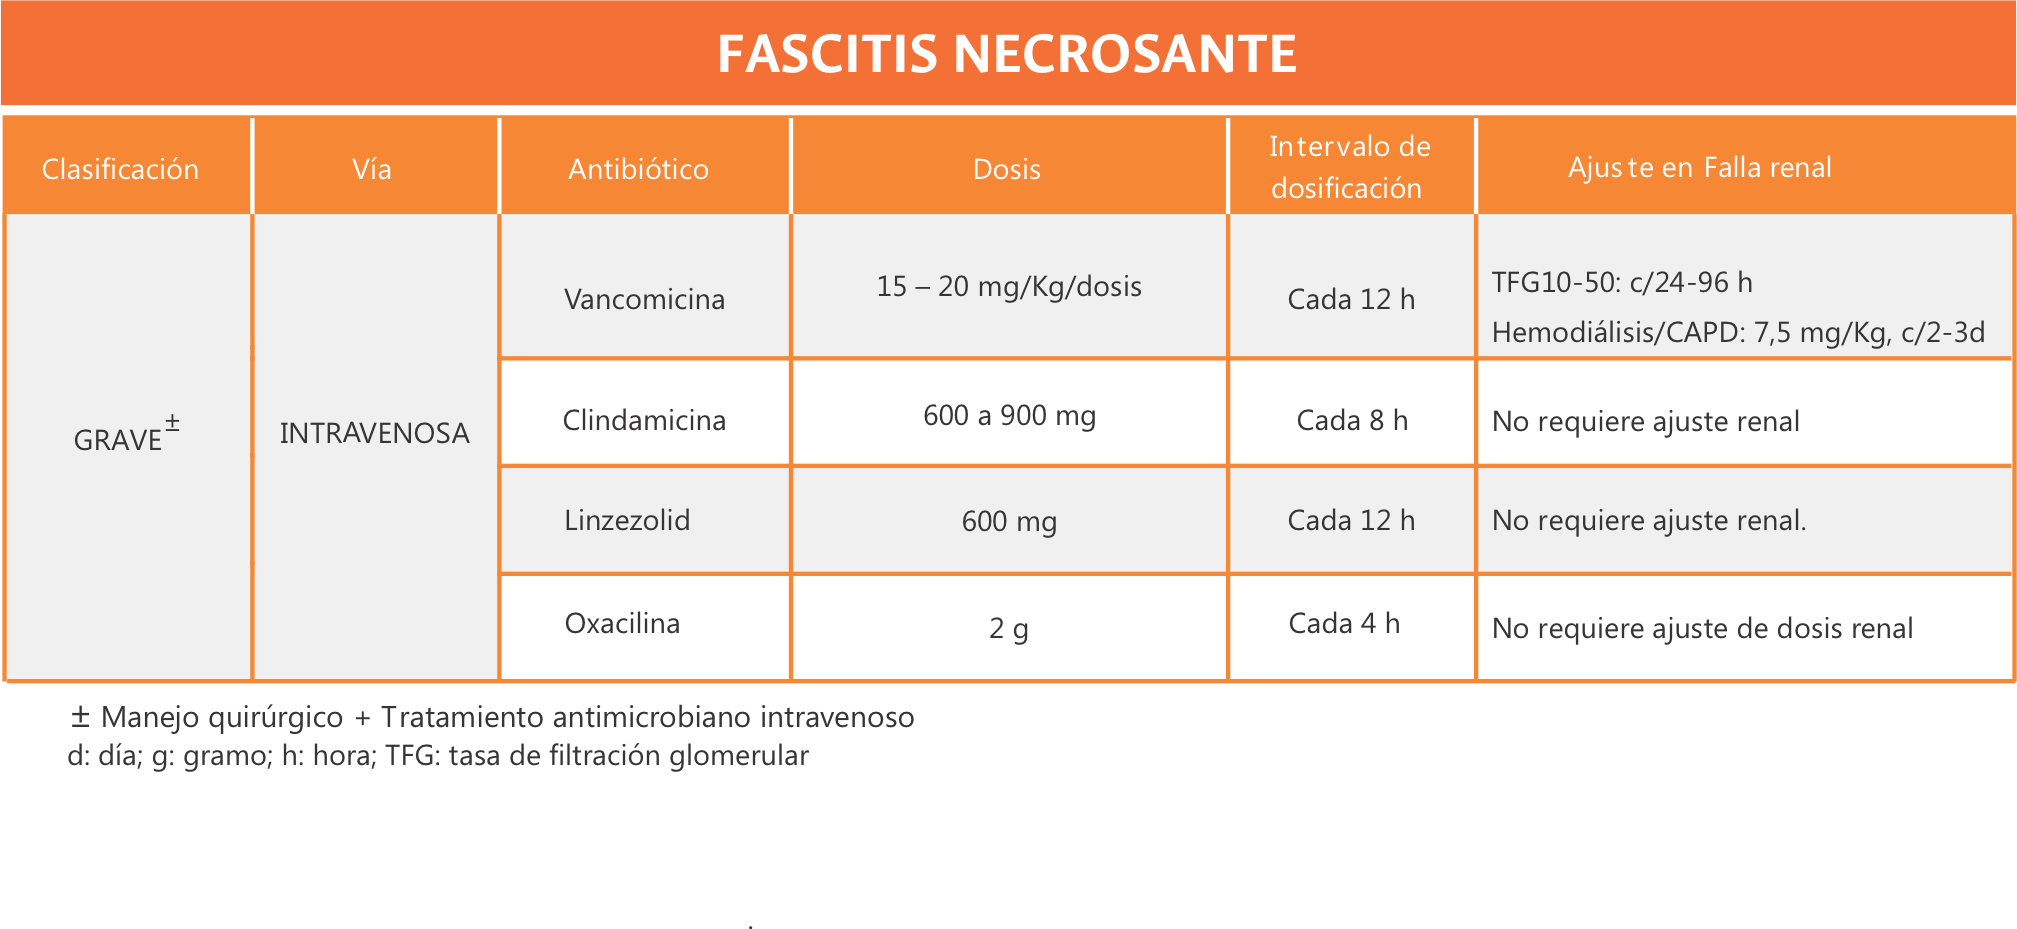 FASCITIS NECROSANTE
Clasificación
Vía
Antibiótico
Dosis
Intervalo de
dosificación
Ajuste en Falla renal
GRAVE±
INTRAVENOSA
Vancomicina
15 – 20 mg/Kg/dosis
Cada 12 h
TFG10-50: c/24-96 h
Hemodiálisis/CAPD: 7,5 mg/Kg, c/2-3d
Clindamicina
600 a 900 mg
Cada 8 h
No requiere ajuste renal
Linzezolid
600 mg
Cada 12 h
No requiere ajuste renal.
Oxacilina
2 g
Cada 4 h
No requiere ajuste de dosis renal
± Manejo quirúrgico + Tratamiento antimicrobiano intravenoso
d: día; g: gramo; h: hora; TFG: tasa de filtración glomerular
.